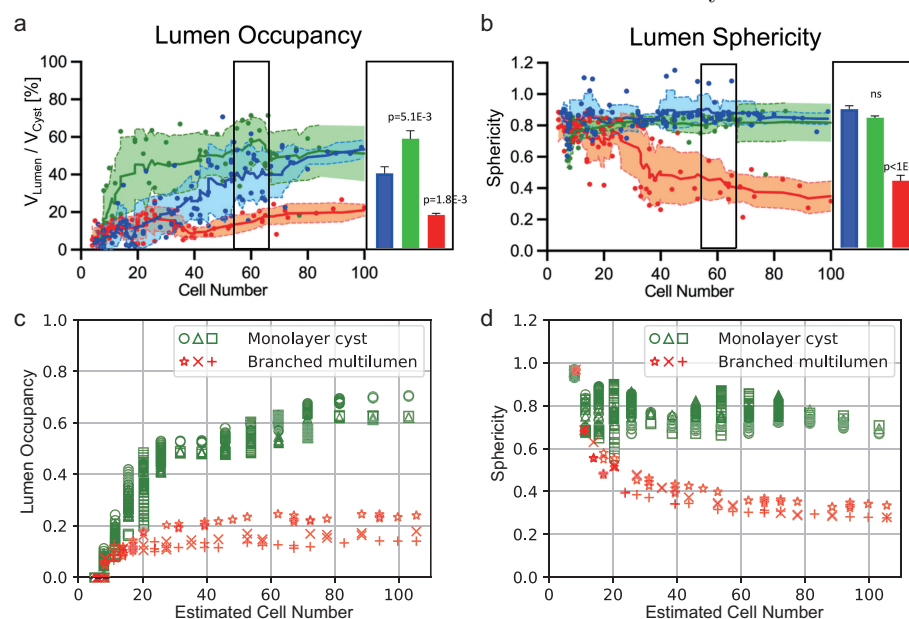 a
Lumen Occupancy
V_Lumen / V_Cyst [%]
100
80
60
40
20
0
0 20 40 60 80 100
Cell Number
p=5.1E-3
p=1.8E-3
b
Lumen Sphericity
Sphericity
1.2
1.0
0.8
0.6
0.4
0.2
0.0
0 20 40 60 80 100
Cell Number
ns
p<1E
c
Lumen Occupancy
1.0
0.8
0.6
0.4
0.2
0.0
Monolayer cyst
Branched multilumen
0 20 40 60 80 100
Estimated Cell Number
d
Sphericity
1.2
1.0
0.8
0.6
0.4
0.2
0.0
Monolayer cyst
Branched multilumen
0 20 40 60 80 100
Estimated Cell Number